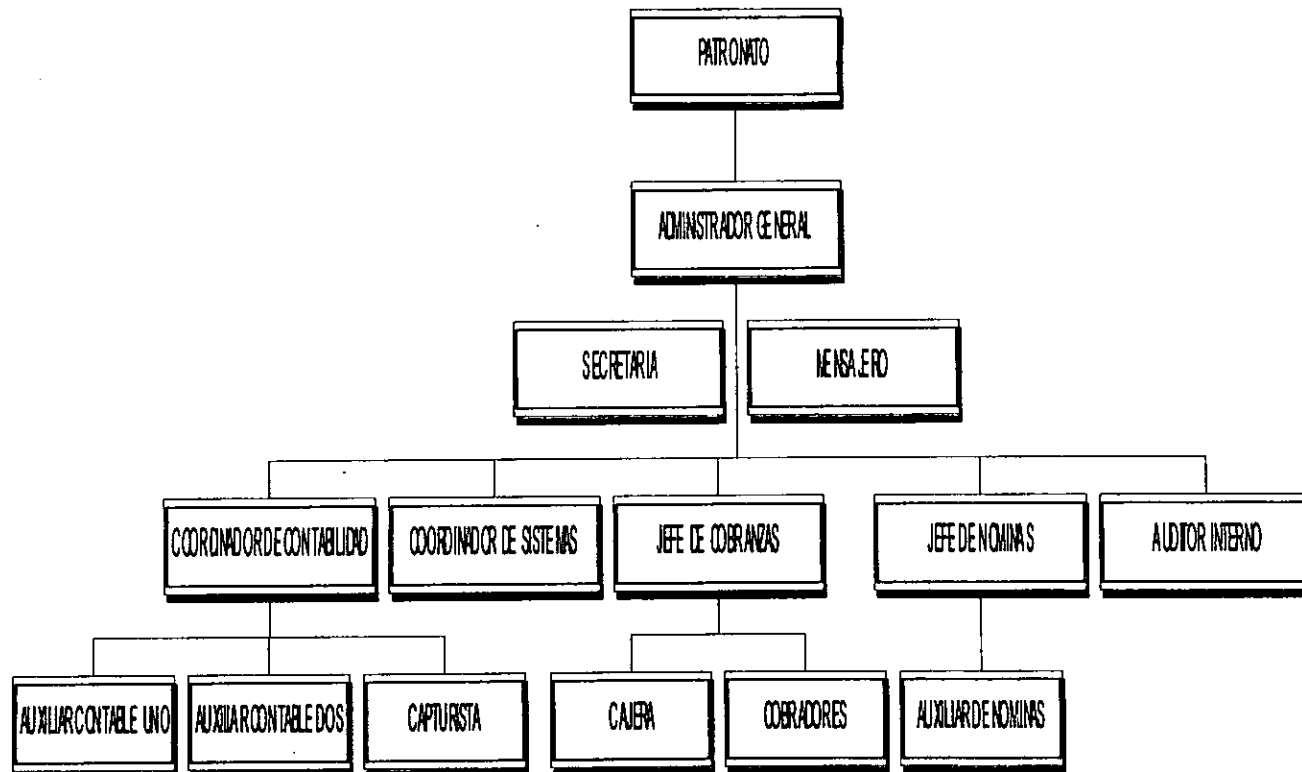 PATRONATO
ADMINISTRADOR GENERAL
SECRETARIA
MENSAJERO
COORDINADOR DE CONTABILIDAD
COORDINADOR DE SISTEMAS
JEFE DE COBRANZAS
JEFE DE NOMINAS
AUDITOR INTERNO
AUXILIAR CONTABLE UNO
AUXILIAR CONTABLE DOS
CAPTURISTA
CAJERA
COBRADORES
AUXILIAR DE NOMINAS